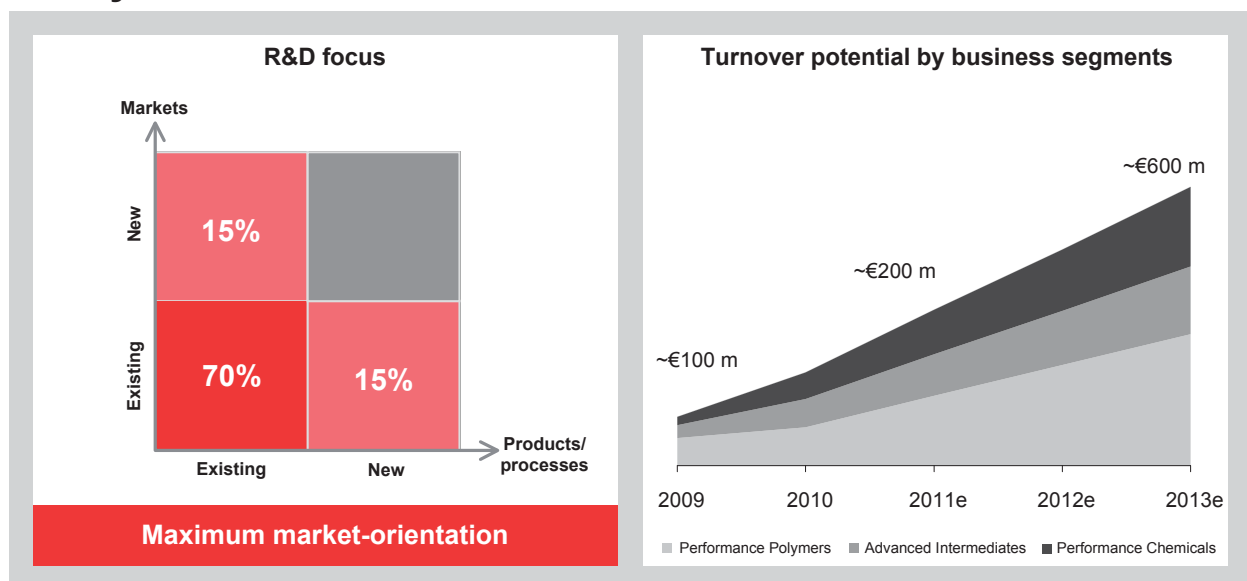 R&D focus
Markets
New
15%
Existing
70%
15%
Products/
processes
Existing
New
Maximum market-orientation
Turnover potential by business segments
~€600 m
~€200 m
~€100 m
2009
2010
2011e
2012e
2013e
Performance Polymers
Advanced Intermediates
Performance Chemicals